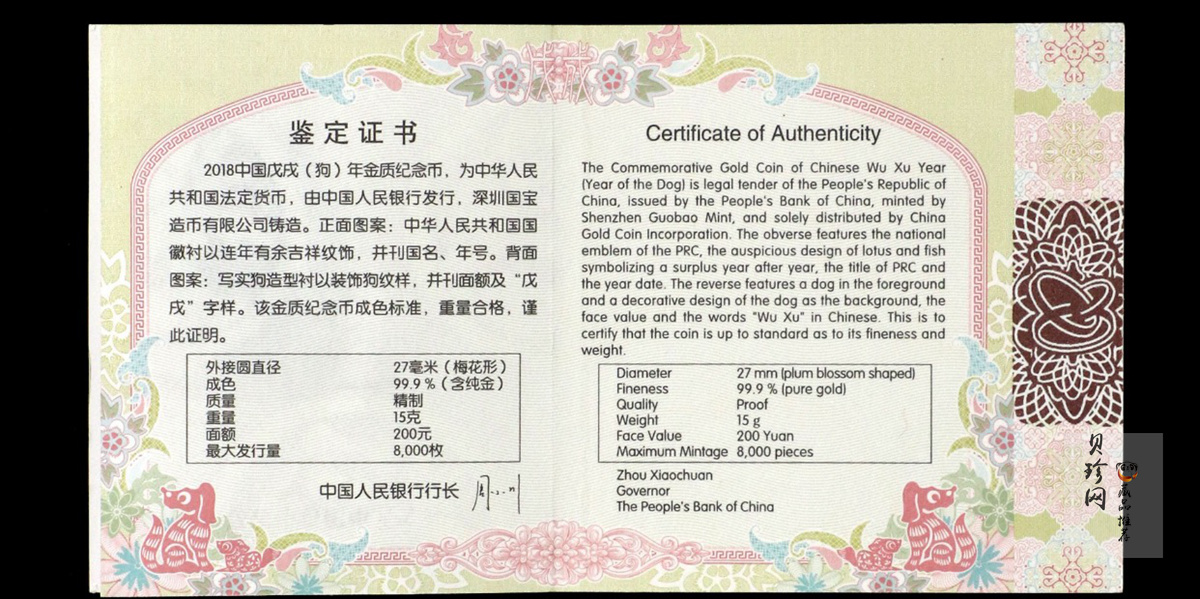 戊戌
鉴定证书
2018中国戊戌（狗）年金质纪念币，为中华人民
共和国法定货币，由中国人民银行发行，深圳国宝
造币有限公司铸造。正面图案：中华人民共和国国
徽衬以连年有余吉祥纹饰，并刊国名、年号。背面
图案：写实狗造型衬以装饰狗纹样，并刊面额及“戊
戌”字样。该金质纪念币成色标准，重量合格，谨
此证明。
外接圆直径 27毫米（梅花形）
成色 99.9％（含纯金）
质量 精制
重量 15克
面额 200元
最大发行量 8,000枚
中国人民银行行长
Certificate of Authenticity
The Commemorative Gold Coin of Chinese Wu Xu Year
(Year of the Dog) is legal tender of the People's Republic of
China, issued by the People's Bank of China, minted by
Shenzhen Guobao Mint, and solely distributed by China
Gold Coin Incorporation. The obverse features the national
emblem of the PRC, the auspicious design of lotus and fish
symbolizing a surplus year after year, the title of PRC and
the year date. The reverse features a dog in the foreground
and a decorative design of the dog as the background, the
face value and the words "Wu Xu" in Chinese. This is to
certify that the coin is up to standard as to its fineness and
weight.
Diameter 27 mm (plum blossom shaped)
Fineness 99.9 % (pure gold)
Quality Proof
Weight 15 g
Face Value 200 Yuan
Maximum Mintage 8,000 pieces
Zhou Xiaochuan
Governor
The People's Bank of China
贝珍网
藏品推荐